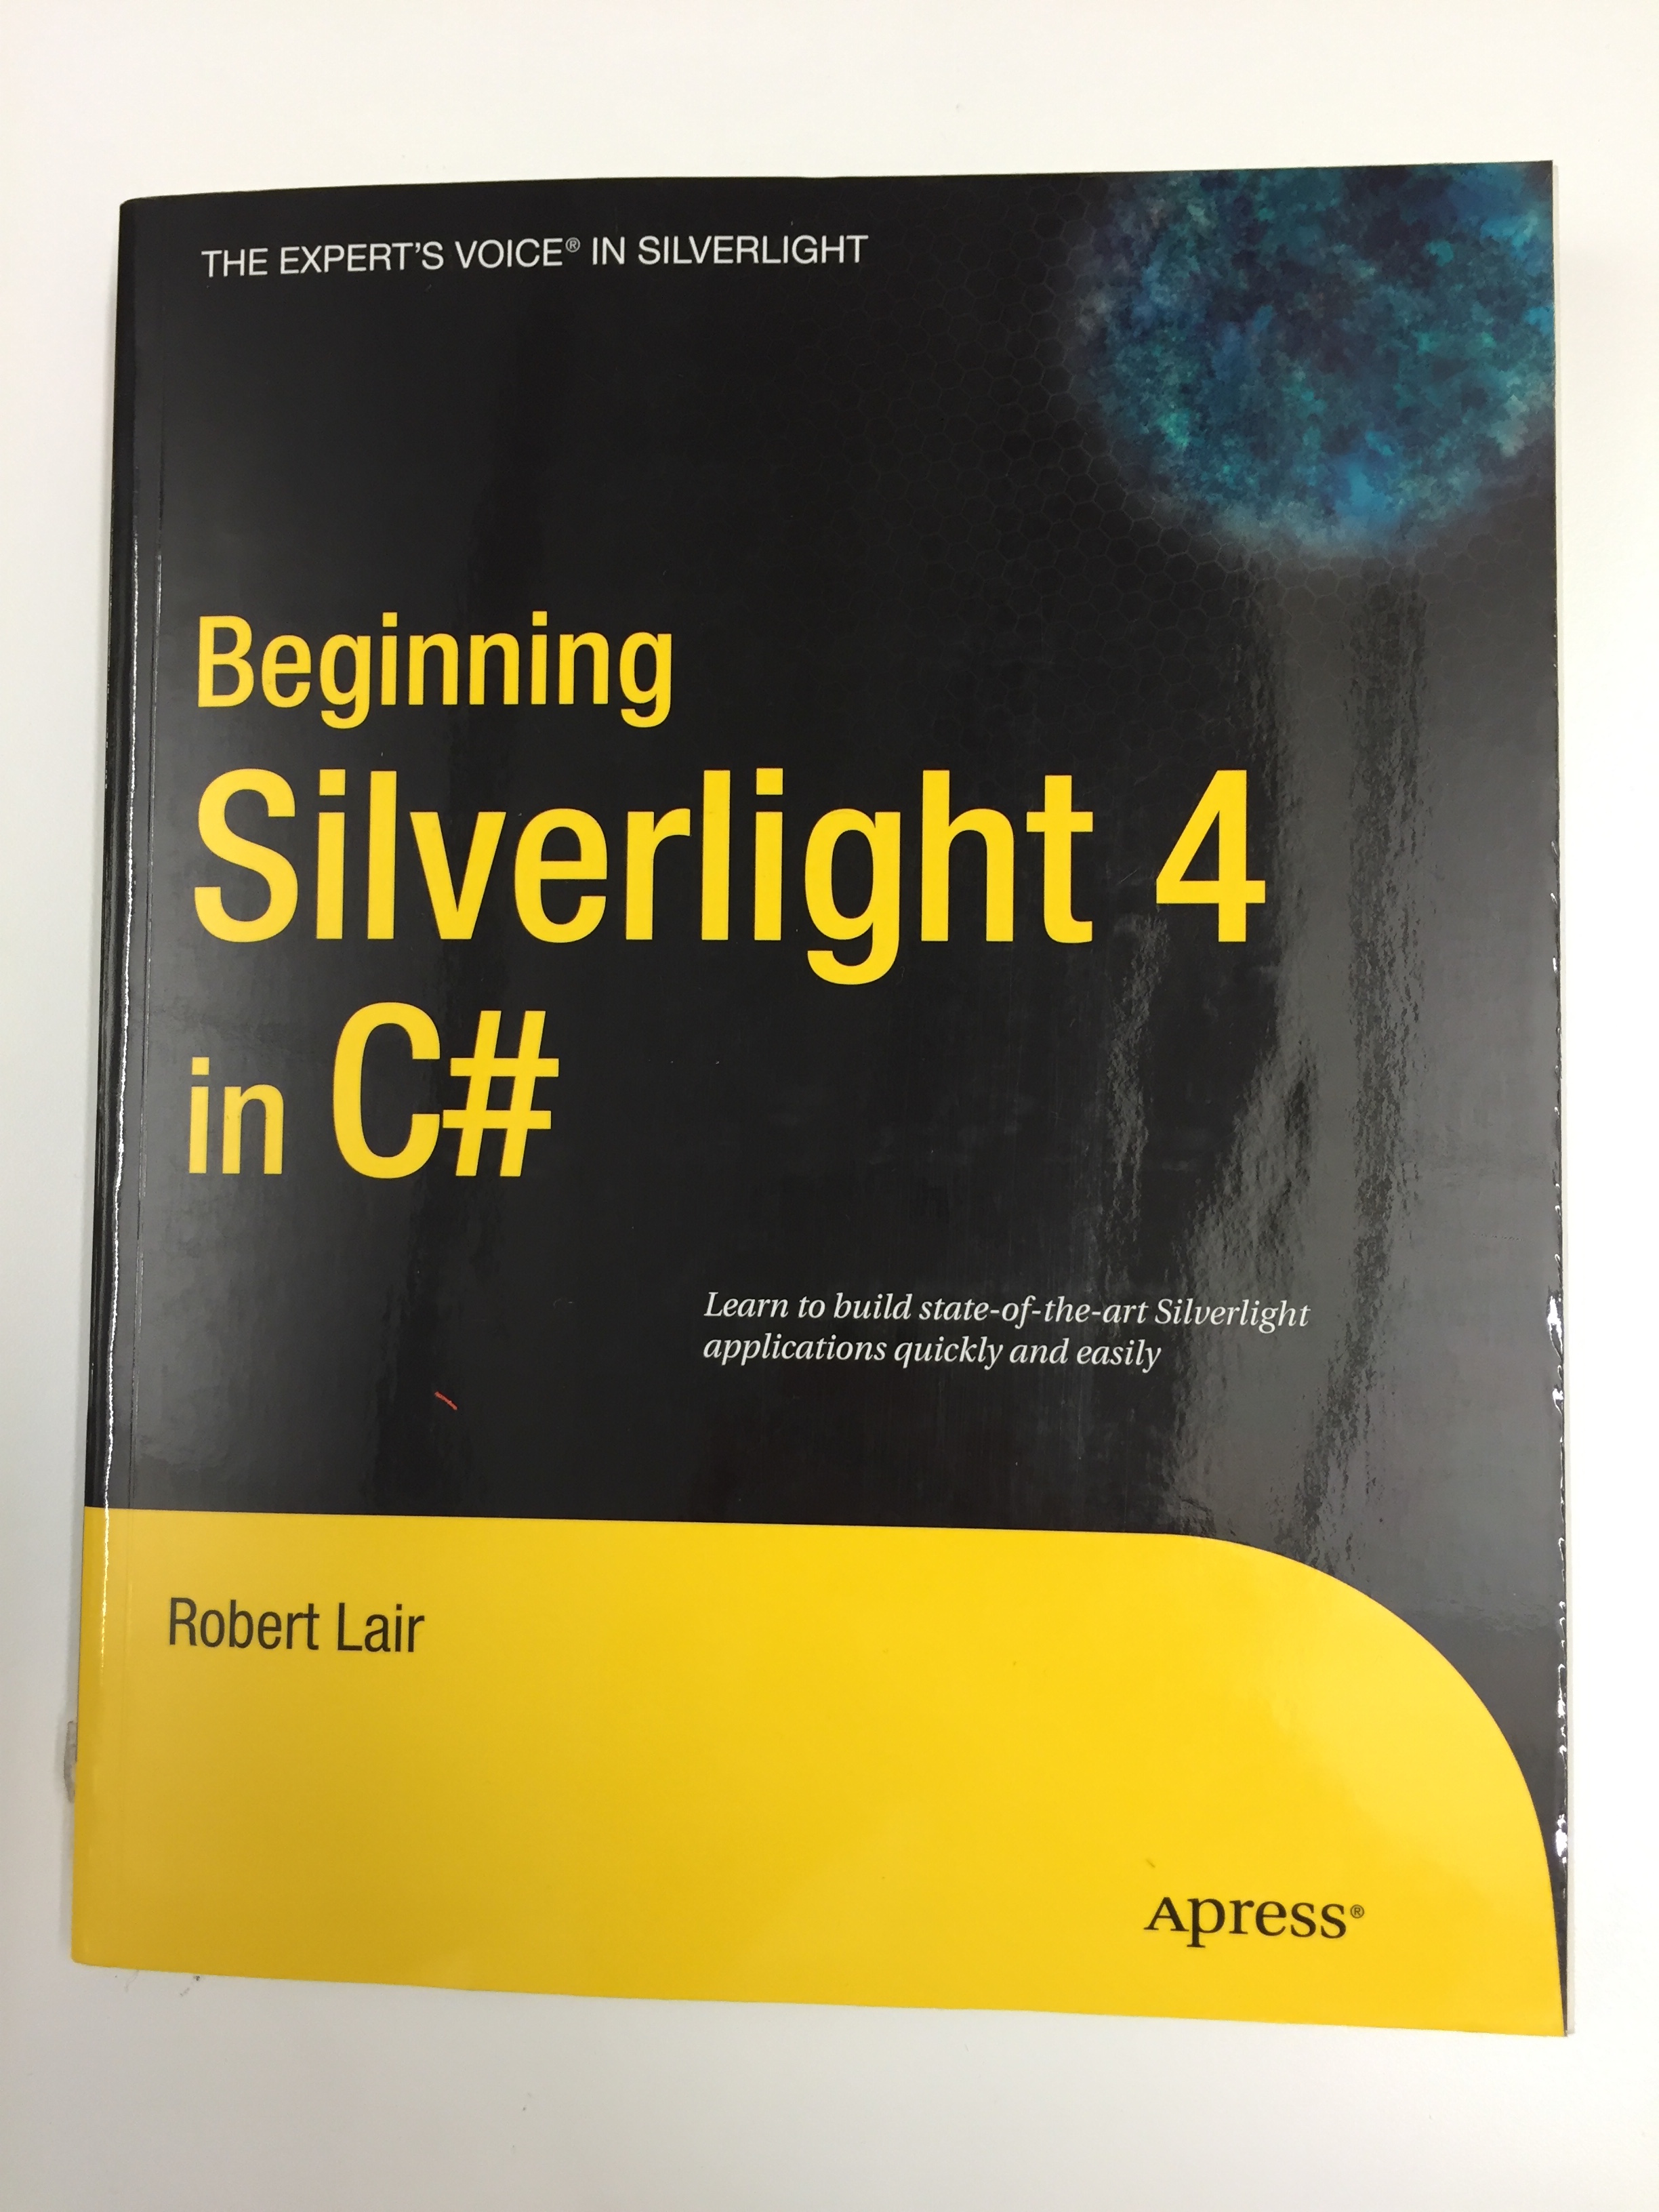 THE EXPERT'S VOICE® IN SILVERLIGHT
Beginning
Silverlight 4
in C#
Learn to build state-of-the-art Silverlight
applications quickly and easily
Robert Lair
Apress®